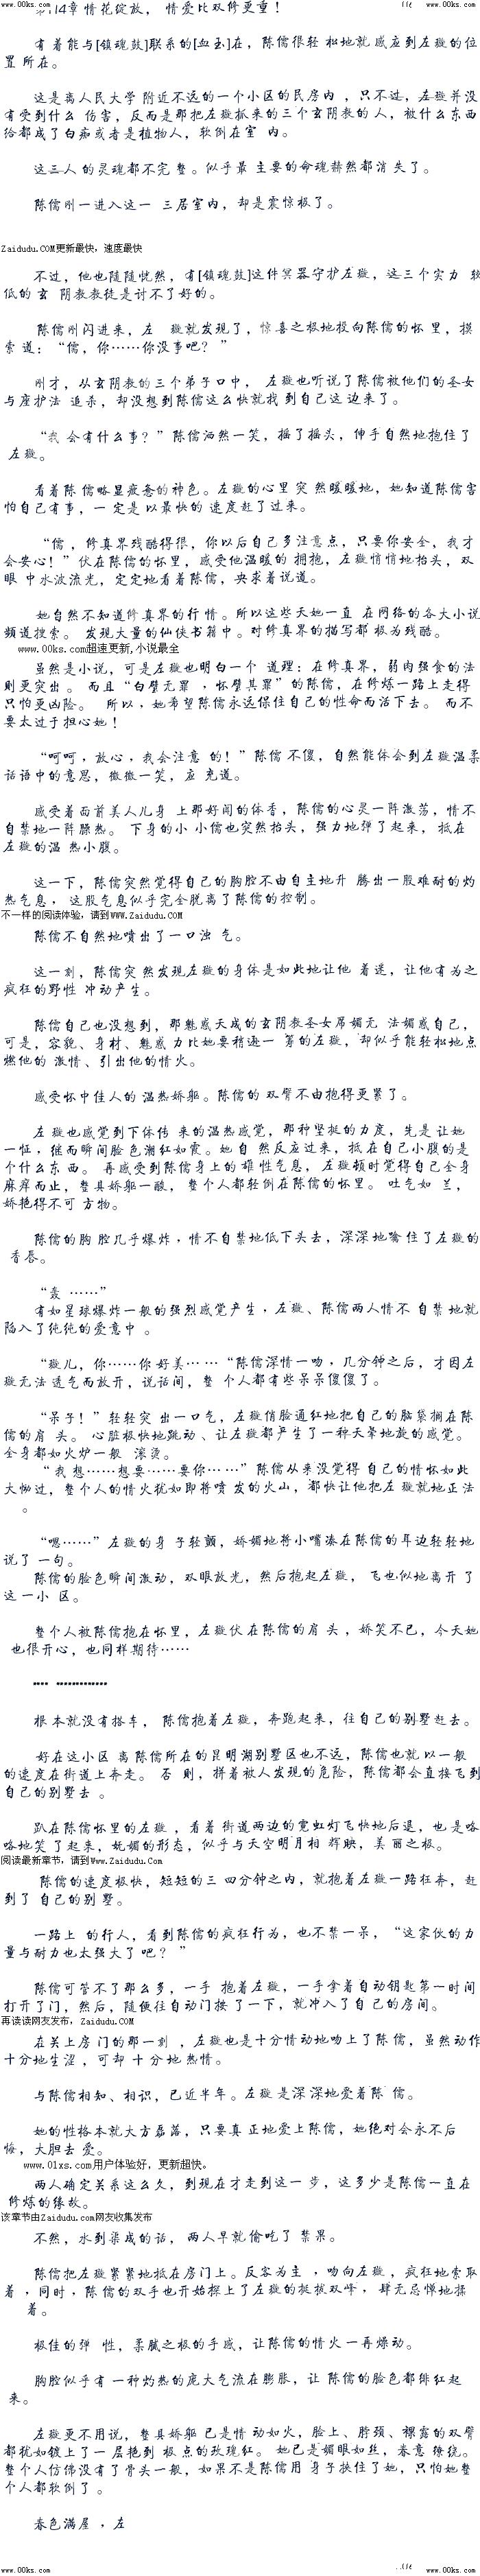 www.00ks.com
第114章 情花绽放，情爱比双修更重！
有着能与[镇魂鼓]联系的[血玉]在，陈儒很轻松地就感应到左璇的位
置所在。
这是离人民大学附近不远的一个小区的民房内，只不过，左璇并没
有受到什么伤害，反而是那把左璇抓来的三个玄阴教的人，被什么东西
给都成了白痴或者是植物人，软倒在室内。
这三人的灵魂都不完整。似乎最主要的命魂赫然都消失了。
陈儒刚一进入这一三居室内，却是震惊极了。
Zaidudu.COM更新最快，速度最快
不过，他也随随恍然，有[镇魂鼓]这件冥器守护左璇，这三个实力较
低的玄阴教教徒是讨不了好的。
陈儒刚闪进来，左璇就发现了，惊喜之极地投向陈儒的怀里，摸
索道：“儒，你……你没事吧？”
刚才，从玄阴教的三个弟子口中，左璇也听说了陈儒被他们的圣女
与座护法追杀，却没想到陈儒这么快就找到自己这边来了。
“我会有什么事？”陈儒洒然一笑，摇了摇头，伸手自然地抱住了
左璇。
看着陈儒略显疲惫的神色。左璇的心里突然暖暖地，她知道陈儒害
怕自己有事，一定是以最快的速度赶了过来。
“儒，修真界残酷得很，你以后自己多注意点，只要你安全，我才
会安心！”伏在陈儒的怀里，感受他温暖的拥抱，左璇悄悄地抬头，双
眼中水波流光，定定地看着陈儒，央求着说道。
她自然不知道修真界的行情。所以这些天她一直在网络的各大小说
频道搜索。发现大量的仙侠书籍中。对修真界的描写都极为残酷。
www.00ks.com超速更新,小说最全
虽然是小说，可是左璇也明白一个道理：在修真界，弱肉强食的法
则更突出。而且“白璧无罪，怀璧其罪”的陈儒，在修炼一路上走得
只怕更凶险。所以，她希望陈儒永远保住自己的性命而活下去。而不
要太过于担心她！
“呵呵，放心，我会注意的！”陈儒不傻，自然能体会到左璇温柔
话语中的意思，微微一笑，应充道。
感受着面前美人儿身上那好闻的体香，陈儒的心灵一阵激荡，情不
自禁地一阵燥热。下身的小小儒也突然抬头，强力地弹了起来，抵在
左璇的温热小腹。
这一下，陈儒突然觉得自己的胸腔不由自主地升腾出一股难耐的灼
热气息，这股气息似乎完全脱离了陈儒的控制。
不一样的阅读体验，请到WWW.Zaidudu.COM
陈儒不自然地喷出了一口浊气。
这一刻，陈儒突然发现左璇的身体是如此地让他着迷，让他有为之
疯狂的野性冲动产生。
陈儒自己也没想到，那魅惑天成的玄阴教圣女屌媚无法媚惑自己，
可是，容貌、身材、魅惑力比她要稍逊一筹的左璇，却似乎能轻松地点
燃他的激情、引出他的情火。
感受怀中佳人的温热娇躯。陈儒的双臂不由抱得更紧了。
左璇也感觉到下体传来的温热感觉，那种坚挺的力度，先是让她
一怔，继而瞬间脸色潮红如霞。她自然反应过来，抵在自己小腹的是
个什么东西。再感受到陈儒身上的雄性气息，左璇顿时觉得自己全身
麻痒而止，整具娇躯一酸，整个人都轻倒在陈儒的怀里。吐气如兰，
娇艳得不可方物。
陈儒的胸腔几乎爆炸，情不自禁地低下头去，深深地噙住了左璇的
香唇。
“轰……”
有如星球爆炸一般的强烈感觉产生，左璇、陈儒两人情不自禁地就
陷入了纯纯的爱意中。
“璇儿，你……你好美……“陈儒深情一吻，几分钟之后，才因左
璇无法透气而放开，说话间，整个人都有些呆呆傻傻了。
“呆子！”轻轻突出一口气，左璇俏脸通红地把自己的脑袋搁在陈
儒的肩头。心脏极快地跳动、让左璇都产生了一种天晕地旋的感觉。
全身都如火炉一般滚烫。
“我想……想要……要你……”陈儒从来没觉得自己的情怀如此
大恸过，整个人的情火犹如即将喷发的火山，都快让他把左璇就地正法
。
“嗯……”左璇的身子轻颤，娇媚地将小嘴凑在陈儒的耳边轻轻地
说了一句。
陈儒的脸色瞬间激动，双眼放光，然后抱起左璇，飞也似地离开了
这一小区。
整个人被陈儒抱在怀里，左璇伏在陈儒的肩头，娇笑不已，今天她
也很开心，也同样期待……
…… …………
根本就没有搭车，陈儒抱着左璇，奔跑起来，往自己的别墅赶去。
好在这小区离陈儒所在的昆明湖别墅区也不远，陈儒也就以一般
的速度在街道上奔走。否则，拼着被人发现的危险，陈儒都会直接飞到
自己的别墅去。
趴在陈儒怀里的左璇，看着街道两边的霓虹灯飞快地后退，也是咯
咯地笑了起来，妩媚的形态，似乎与天空明月相辉映，美丽之极。
阅读最新章节，请到Www.Zaidudu.Com
陈儒的速度极快，短短的三四分钟之内，就抱着左璇一路狂奔，赶
到了自己的别墅。
一路上的行人，看到陈儒的疯狂行为，也不禁一呆，“这家伙的力
量与耐力也太强大了吧？”
陈儒可管不了那么多，一手抱着左璇，一手拿着自动钥匙第一时间
打开了门，然后，随便往自动门按了一下，就冲入了自己的房间。
再读读网友发布，Zaidudu.COM
在关上房门的那一刻，左璇也是十分情动地吻上了陈儒，虽然动作
十分地生涩，可却十分地热情。
与陈儒相知、相识，已近半年。左璇是深深地爱着陈儒。
她的性格本就大方磊落，只要真正地爱上陈儒，她绝对会永不后
悔，大胆去爱。
www.01xs.com用户体验好，更新超快。
两人确定关系这么久，到现在才走到这一步，这多少是陈儒一直在
修炼的缘故。
该章节由Zaidudu.com网友收集发布
不然，水到渠成的话，两人早就偷吃了禁果。
陈儒把左璇紧紧地抵在房门上。反客为主，吻向左璇，疯狂地索取
着，同时，陈儒的双手也开始探上了左璇的挺拔双峰，肆无忌惮地揉
着。
极佳的弹性，柔腻之极的手感，让陈儒的情火一再燥动。
胸腔似乎有一种灼热的庞大气流在膨胀，让陈儒的脸色都绯红起
来。
左璇更不用说，整具娇躯已是情动如火，脸上、脖颈、裸露的双臂
都犹如镀上了一层艳到极点的玫瑰红。她已是媚眼如丝，春意缭绕。
整个人仿佛没有了骨头一般，如果不是陈儒用身子挟住了她，只怕她整
个人都软倒了。
春色满屋，左
www.00ks.com
www.00ks.com